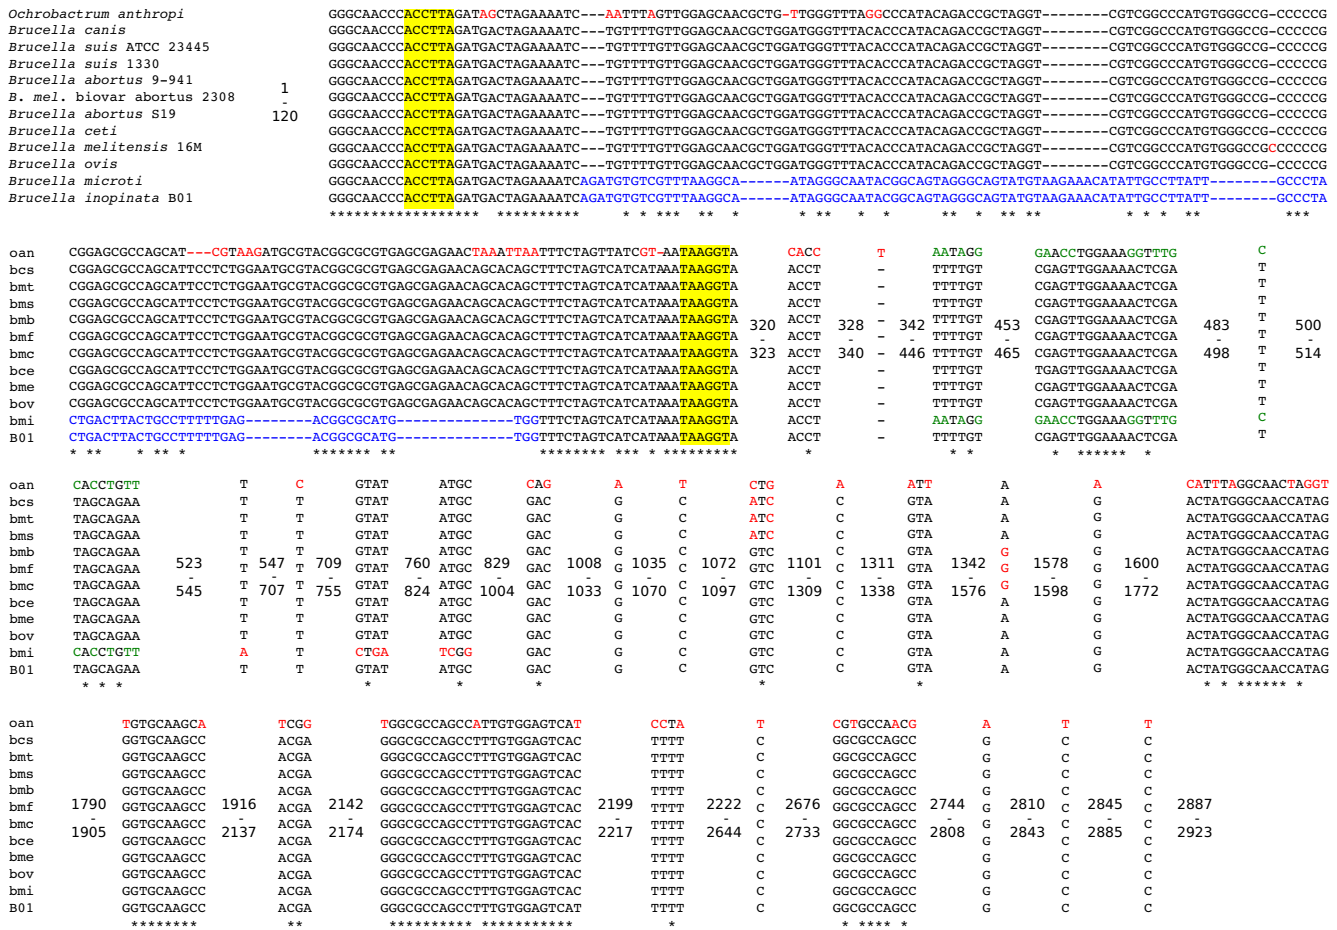 Ochrobactrum anthropi GGGCAACCCACCTTAGATAGCTAGAAAATC---AATTTAGTTGGAGCAACGCTG-TTGGGTTTAGGCCCATACAGACCGCTAGGT--------CGTCGGCCCATGTGGGCCG-CCCCCG
Brucella canis GGGCAACCCACCTTAGATGACTAGAAAATC---TGTTTTGTTGGAGCAACGCTGGATGGGTTTACACCCATACAGACCGCTAGGT--------CGTCGGCCCATGTGGGCCG-CCCCCG
Brucella suis ATCC 23445 GGGCAACCCACCTTAGATGACTAGAAAATC---TGTTTTGTTGGAGCAACGCTGGATGGGTTTACACCCATACAGACCGCTAGGT--------CGTCGGCCCATGTGGGCCG-CCCCCG
Brucella suis 1330 GGGCAACCCACCTTAGATGACTAGAAAATC---TGTTTTGTTGGAGCAACGCTGGATGGGTTTACACCCATACAGACCGCTAGGT--------CGTCGGCCCATGTGGGCCG-CCCCCG
Brucella abortus 9-941 GGGCAACCCACCTTAGATGACTAGAAAATC---TGTTTTGTTGGAGCAACGCTGGATGGGTTTACACCCATACAGACCGCTAGGT--------CGTCGGCCCATGTGGGCCG-CCCCCG
B. mel. biovar abortus 2308 1 GGGCAACCCACCTTAGATGACTAGAAAATC---TGTTTTGTTGGAGCAACGCTGGATGGGTTTACACCCATACAGACCGCTAGGT--------CGTCGGCCCATGTGGGCCG-CCCCCG
-
Brucella abortus S19 120 GGGCAACCCACCTTAGATGACTAGAAAATC---TGTTTTGTTGGAGCAACGCTGGATGGGTTTACACCCATACAGACCGCTAGGT--------CGTCGGCCCATGTGGGCCG-CCCCCG
Brucella ceti GGGCAACCCACCTTAGATGACTAGAAAATC---TGTTTTGTTGGAGCAACGCTGGATGGGTTTACACCCATACAGACCGCTAGGT--------CGTCGGCCCATGTGGGCCG-CCCCCG
Brucella melitensis 16M GGGCAACCCACCTTAGATGACTAGAAAATC---TGTTTTGTTGGAGCAACGCTGGATGGGTTTACACCCATACAGACCGCTAGGT--------CGTCGGCCCATGTGGGCCGCCCCCCG
Brucella ovis GGGCAACCCACCTTAGATGACTAGAAAATC---TGTTTTGTTGGAGCAACGCTGGATGGGTTTACACCCATACAGACCGCTAGGT--------CGTCGGCCCATGTGGGCCG-CCCCCG
Brucella microti GGGCAACCCACCTTAGATGACTAGAAAATCAGATGTGTCGTTTAAGGCA------ATAGGGCAATACGGCAGTAGGGCAGTATGTAAGAAACATATTGCCTTATT--------GCCCTA
Brucella inopinata B01 GGGCAACCCACCTTAGATGACTAGAAAATCAGATGTGTCGTTTAAGGCA------ATAGGGCAATACGGCAGTAGGGCAGTATGTAAGAAACATATTGCCTTATT--------GCCCTA
****************** ********** * * * ** * * ** * * ** * ** ** * * * ** ***
oan CGGAGCGCCAGCAT---CGTAAGATGCGTACGGCGCGTGAGCGAGAACTAAATTAATTTCTAGTTATCGT-AATAAGGTA CACC T AATAGG GAACCTGGAAAGGTTTG C
bcs CGGAGCGCCAGCATTCCTCTGGAATGCGTACGGCGCGTGAGCGAGAACAGCACAGCTTTCTAGTCATCATAAATAAGGTA ACCT - TTTTGT CGAGTTGGAAAACTCGA T
bmt CGGAGCGCCAGCATTCCTCTGGAATGCGTACGGCGCGTGAGCGAGAACAGCACAGCTTTCTAGTCATCATAAATAAGGTA ACCT - TTTTGT CGAGTTGGAAAACTCGA T
bms CGGAGCGCCAGCATTCCTCTGGAATGCGTACGGCGCGTGAGCGAGAACAGCACAGCTTTCTAGTCATCATAAATAAGGTA ACCT - TTTTGT CGAGTTGGAAAACTCGA T
bmb CGGAGCGCCAGCATTCCTCTGGAATGCGTACGGCGCGTGAGCGAGAACAGCACAGCTTTCTAGTCATCATAAATAAGGTA 320 ACCT 328 - 342 TTTTGT 453 CGAGTTGGAAAACTCGA 483 T 500
bmf CGGAGCGCCAGCATTCCTCTGGAATGCGTACGGCGCGTGAGCGAGAACAGCACAGCTTTCTAGTCATCATAAATAAGGTA - ACCT - - - TTTTGT - CGAGTTGGAAAACTCGA - T -
bmc CGGAGCGCCAGCATTCCTCTGGAATGCGTACGGCGCGTGAGCGAGAACAGCACAGCTTTCTAGTCATCATAAATAAGGTA 323 ACCT 340 - 446 TTTTGT 465 CGAGTTGGAAAACTCGA 498 T 514
bce CGGAGCGCCAGCATTCCTCTGGAATGCGTACGGCGCGTGAGCGAGAACAGCACAGCTTTCTAGTCATCATAAATAAGGTA ACCT - TTTTGT CGAGTTGGAAAACTCGA T
bme CGGAGCGCCAGCATTCCTCTGGAATGCGTACGGCGCGTGAGCGAGAACAGCACAGCTTTCTAGTCATCATAAATAAGGTA ACCT - TTTTGT CGAGTTGGAAAACTCGA T
bov CGGAGCGCCAGCATTCCTCTGGAATGCGTACGGCGCGTGAGCGAGAACAGCACAGCTTTCTAGTCATCATAAATAAGGTA ACCT - TTTTGT CGAGTTGGAAAACTCGA T
bmi CTGACTTACTGCCTTTTTGAG--------ACGGCGCATG-------------TGGTTTCTAGTCATCATAAATAAGGTA ACCT - AATAGG GAACCTGGAAAGGTTTG C
B01 CTGACTTACTGCCTTTTTGAG--------ACGGCGCATG-------------TGGTTTCTAGTCATCATAAATAAGGTA ACCT - TTTTGT CGAGTTGGAAAACTCGA T
* ** * ** * ******* ** ******** *** * ********* * * * * ****** *
oan CACCTGTT T C GTAT ATGC CAG A T CTG A ATT A A CATTTAGGCAACTAGGT
bcs TAGCAGAA T T GTAT ATGC GAC G C ATC C GTA A G ACTATGGGCAACCATAG
bmt TAGCAGAA T T GTAT ATGC GAC G C ATC C GTA A G ACTATGGGCAACCATAG
bms TAGCAGAA T T GTAT ATGC GAC G C ATC C GTA A G ACTATGGGCAACCATAG
bmb TAGCAGAA T T GTAT ATGC GAC G C GTC C GTA G G ACTATGGGCAACCATAG
bmf TAGCAGAA 523 T 547 T 709 GTAT 760 ATGC 829 GAC 1008 G 1035 C 1072 GTC 1101 C 1311 GTA 1342 G 1578 G 1600 ACTATGGGCAACCATAG
- - - - - - - - - - - - -
bmc TAGCAGAA 545 T 707 T 755 GTAT 824 ATGC 1004 GAC 1033 G 1070 C 1097 GTC 1309 C 1338 GTA 1576 G 1598 G 1772 ACTATGGGCAACCATAG
bce TAGCAGAA T T GTAT ATGC GAC G C GTC C GTA A G ACTATGGGCAACCATAG
bme TAGCAGAA T T GTAT ATGC GAC G C GTC C GTA A G ACTATGGGCAACCATAG
bov TAGCAGAA T T GTAT ATGC GAC G C GTC C GTA A G ACTATGGGCAACCATAG
bmi CACCTGTT A T CTGA TCGG GAC G C GTC C GTA A G ACTATGGGCAACCATAG
B01 TAGCAGAA T T GTAT ATGC GAC G C GTC C GTA A G ACTATGGGCAACCATAG
* * * * * * * * * * ****** *
oan TGTGCAAGCA TCGG TGGCGCCAGCCATTGTGGAGTCAT CCTA T CGTGCCAACG A T T
bcs GGTGCAAGCC ACGA GGGCGCCAGCCTTTGTGGAGTCAC TTTT C GGCGCCAGCC G C C
bmt GGTGCAAGCC ACGA GGGCGCCAGCCTTTGTGGAGTCAC TTTT C GGCGCCAGCC G C C
bms GGTGCAAGCC ACGA GGGCGCCAGCCTTTGTGGAGTCAC TTTT C GGCGCCAGCC G C C
bmb GGTGCAAGCC ACGA GGGCGCCAGCCTTTGTGGAGTCAC TTTT C GGCGCCAGCC G C C
bmf 1790 GGTGCAAGCC 1916 ACGA 2142 GGGCGCCAGCCTTTGTGGAGTCAC 2199 TTTT 2222 C 2676 GGCGCCAGCC 2744 G 2810 C 2845 C 2887
- - - - - - - - - -
bmc 1905 GGTGCAAGCC 2137 ACGA 2174 GGGCGCCAGCCTTTGTGGAGTCAC 2217 TTTT 2644 C 2733 GGCGCCAGCC 2808 G 2843 C 2885 C 2923
bce GGTGCAAGCC ACGA GGGCGCCAGCCTTTGTGGAGTCAC TTTT C GGCGCCAGCC G C C
bme GGTGCAAGCC ACGA GGGCGCCAGCCTTTGTGGAGTCAC TTTT C GGCGCCAGCC G C C
bov GGTGCAAGCC ACGA GGGCGCCAGCCTTTGTGGAGTCAC TTTT C GGCGCCAGCC G C C
bmi GGTGCAAGCC ACGA GGGCGCCAGCCTTTGTGGAGTCAC TTTT C GGCGCCAGCC G C C
B01 GGTGCAAGCC ACGA GGGCGCCAGCCTTTGTGGAGTCAT TTTT C GGCGCCAGCC G C C
******** ** ********** ************ * * **** *